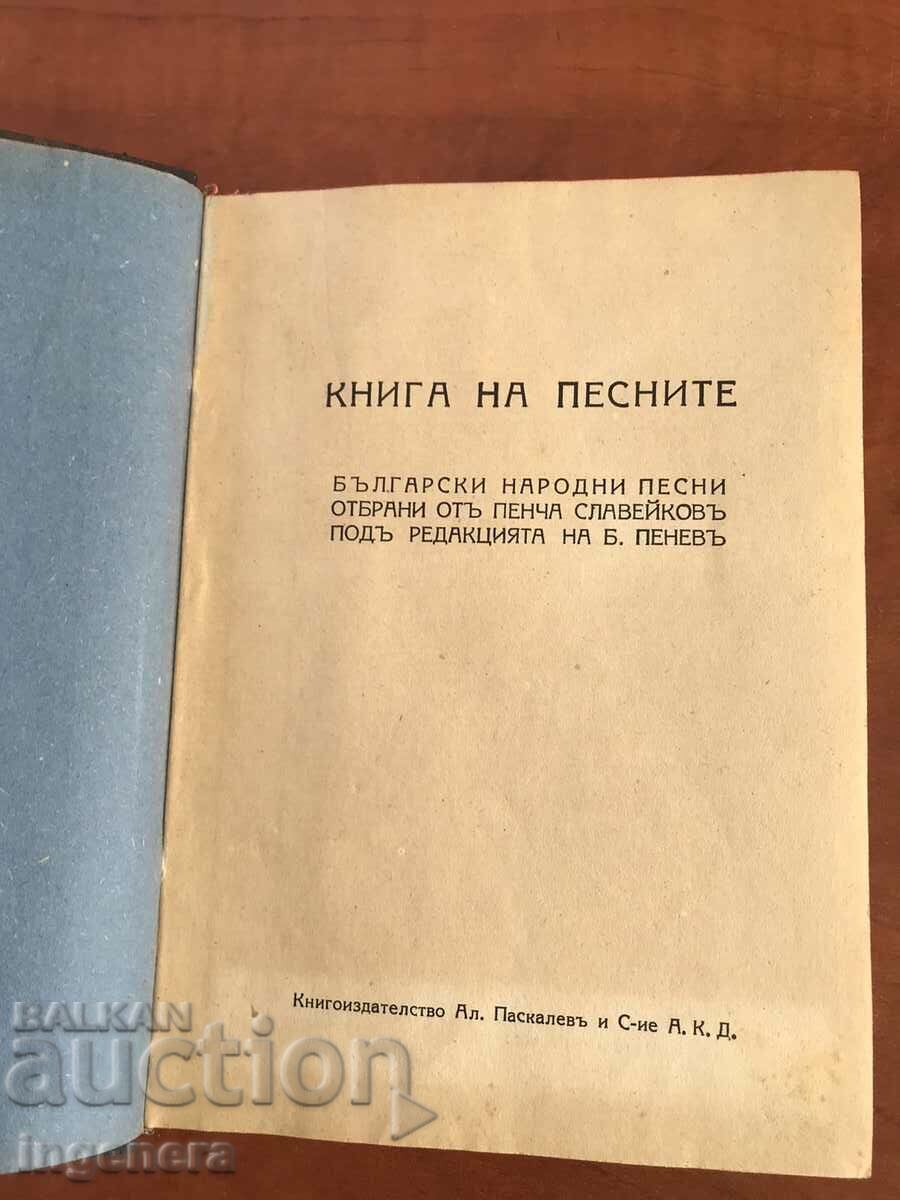 КНИГА НА ПЕСНИТЕ
БЪЛГАРСКИ НАРОДНИ ПЕСНИ
ОТБРАНИ ОТЪ ПЕНЧА СЛАВЕЙКОВЪ
ПОДЪ РЕДАКЦИЯТА НА Б. ПЕНЕВЪ
Книгоиздателство Ал. Паскалевъ и С-ие А. К. Д.
BALKAN
auction
ingenera